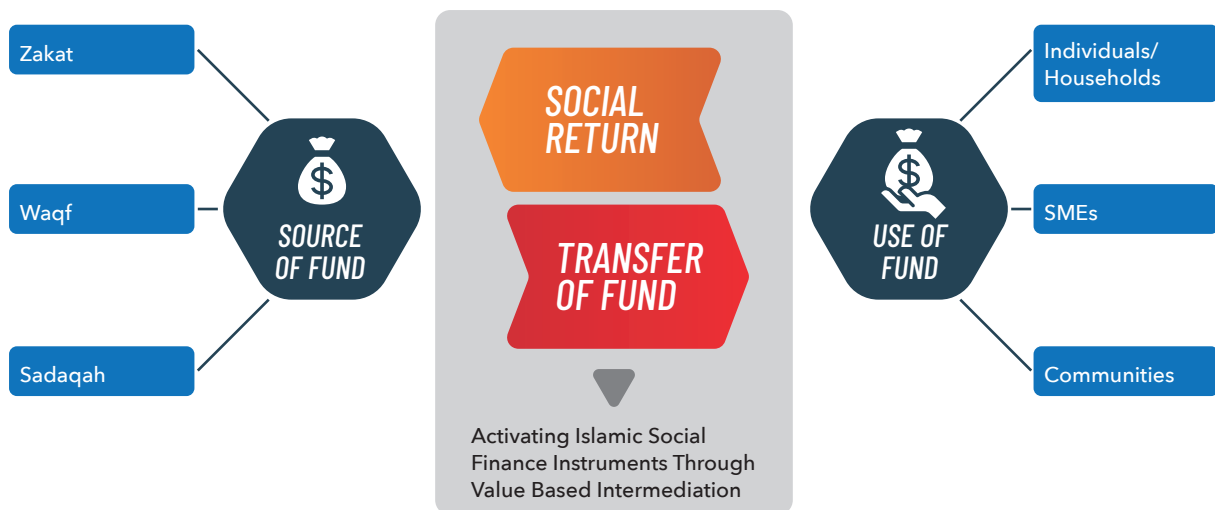 Zakat
Waqf
Sadaqah
$
SOURCE
OF FUND
SOCIAL
RETURN
TRANSFER
OF FUND
Activating Islamic Social
Finance Instruments Through
Value Based Intermediation
$
USE OF
FUND
Individuals/
Households
SMEs
Communities